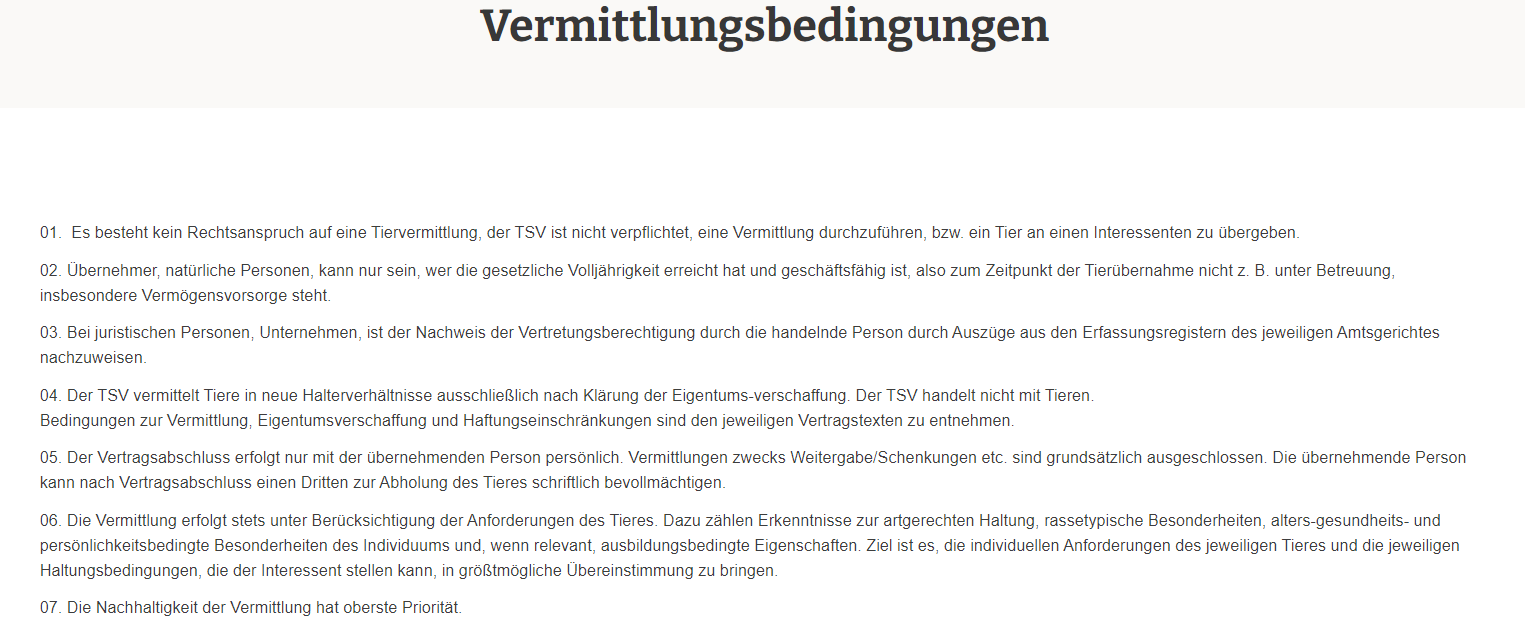 Vermittlungsbedingungen
01.  Es besteht kein Rechtsanspruch auf eine Tiervermittlung, der TSV ist nicht verpflichtet, eine Vermittlung durchzuführen, bzw. ein Tier an einen Interessenten zu übergeben.
02. Übernehmer, natürliche Personen, kann nur sein, wer die gesetzliche Volljährigkeit erreicht hat und geschäftsfähig ist, also zum Zeitpunkt der Tierübernahme nicht z. B. unter Betreuung,
insbesondere Vermögensvorsorge steht.
03. Bei juristischen Personen, Unternehmen, ist der Nachweis der Vertretungsberechtigung durch die handelnde Person durch Auszüge aus den Erfassungsregistern des jeweiligen Amtsgerichtes
nachzuweisen.
04. Der TSV vermittelt Tiere in neue Halterverhältnisse ausschließlich nach Klärung der Eigentums-verschaffung. Der TSV handelt nicht mit Tieren.
Bedingungen zur Vermittlung, Eigentumsverschaffung und Haftungseinschränkungen sind den jeweiligen Vertragstexten zu entnehmen.
05. Der Vertragsabschluss erfolgt nur mit der übernehmenden Person persönlich. Vermittlungen zwecks Weitergabe/Schenkungen etc. sind grundsätzlich ausgeschlossen. Die übernehmende Person
kann nach Vertragsabschluss einen Dritten zur Abholung des Tieres schriftlich bevollmächtigen.
06. Die Vermittlung erfolgt stets unter Berücksichtigung der Anforderungen des Tieres. Dazu zählen Erkenntnisse zur artgerechten Haltung, rassetypische Besonderheiten, alters-gesundheits- und
persönlichkeitsbedingte Besonderheiten des Individuums und, wenn relevant, ausbildungsbedingte Eigenschaften. Ziel ist es, die individuellen Anforderungen des jeweiligen Tieres und die jeweiligen
Haltungsbedingungen, die der Interessent stellen kann, in größtmögliche Übereinstimmung zu bringen.
07. Die Nachhaltigkeit der Vermittlung hat oberste Priorität.